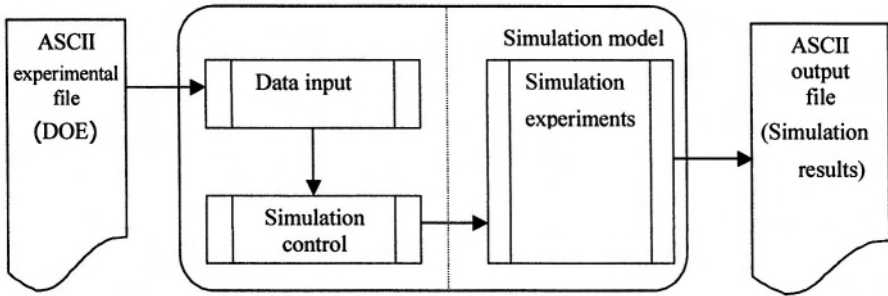 ASCII
experimental
file
(DOE)
Data input
Simulation
control
Simulation model
Simulation
experiments
ASCII
output
file
(Simulation
results)